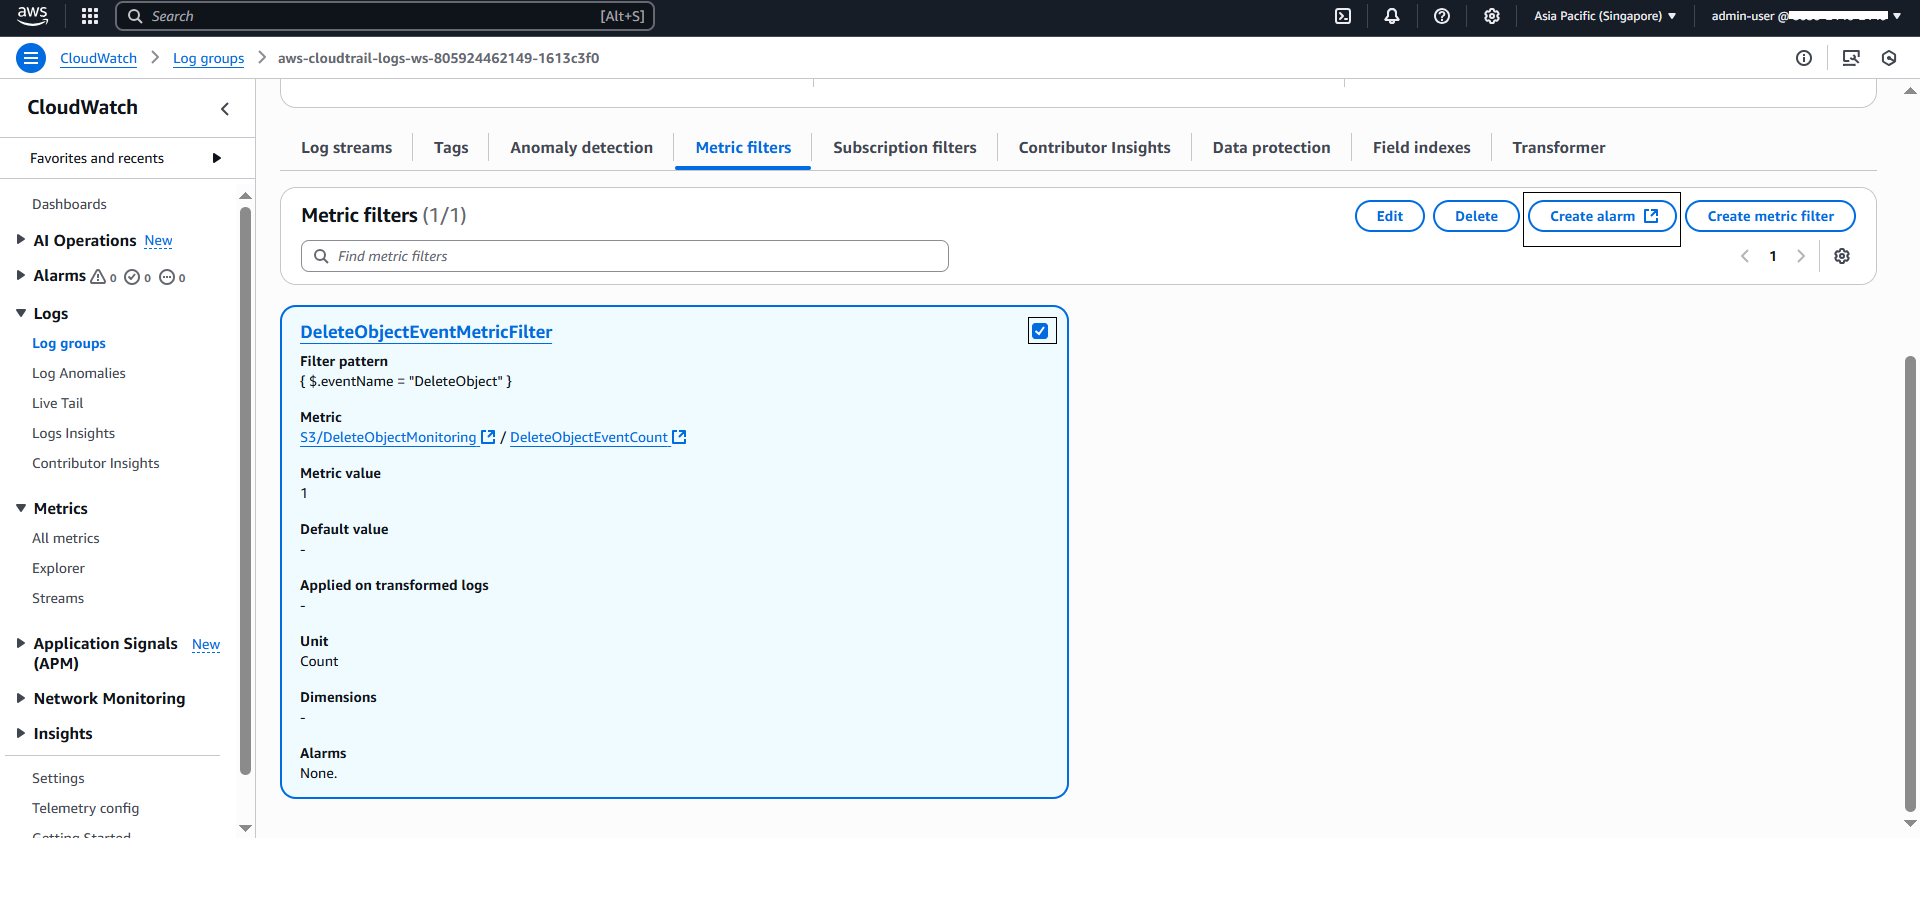 aws
Search [Alt+S]
Asia Pacific (Singapore)
admin-user @
CloudWatch
Log groups
aws-cloudtrail-logs-ws-805924462149-1613c3f0
CloudWatch
Favorites and recents
Dashboards
AI Operations New
Alarms 0 0 0
Logs
Log groups
Log Anomalies
Live Tail
Logs Insights
Contributor Insights
Metrics
All metrics
Explorer
Streams
Application Signals New
(APM)
Network Monitoring
Insights
Settings
Telemetry config
Getting Started
Log streams
Tags
Anomaly detection
Metric filters
Subscription filters
Contributor Insights
Data protection
Field indexes
Transformer
Metric filters (1/1)
Edit
Delete
Create alarm
Create metric filter
Find metric filters
1
DeleteObjectEventMetricFilter
Filter pattern
{ $.eventName = "DeleteObject" }
Metric
S3/DeleteObjectMonitoring / DeleteObjectEventCount
Metric value
1
Default value
-
Applied on transformed logs
-
Unit
Count
Dimensions
-
Alarms
None.